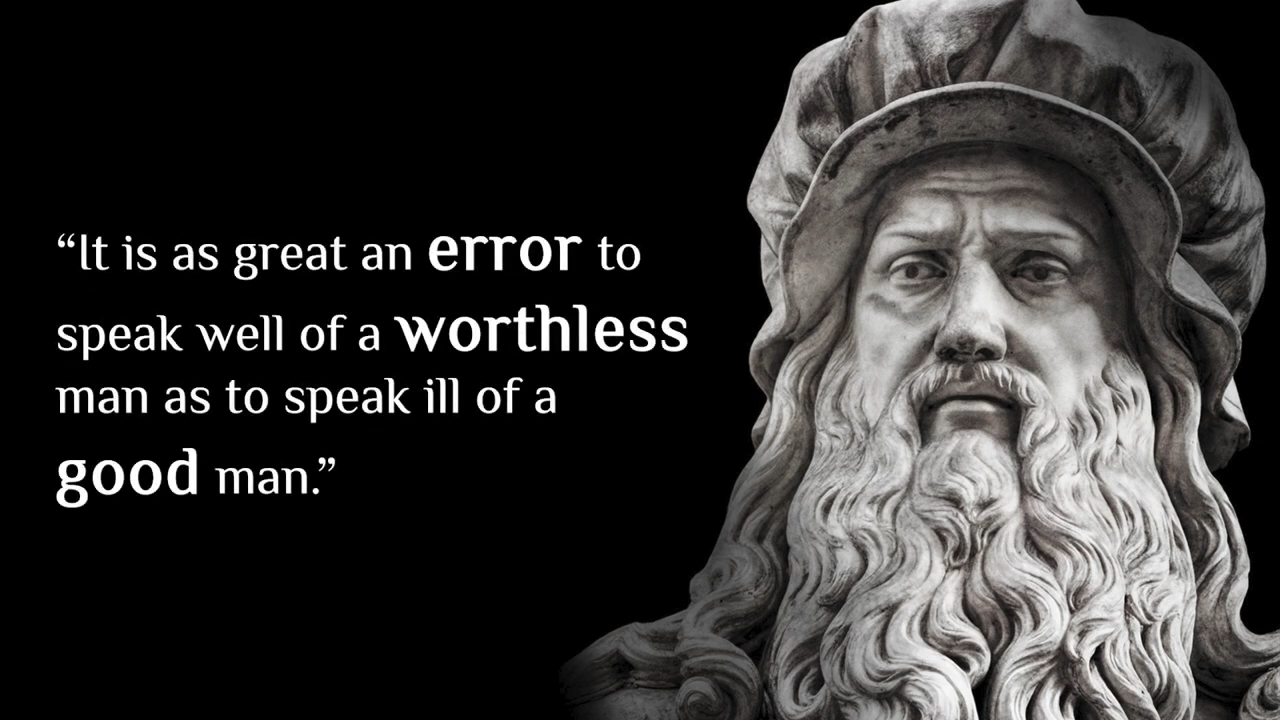 “It is as great an error to
speak well of a worthless
man as to speak ill of a
good man.”